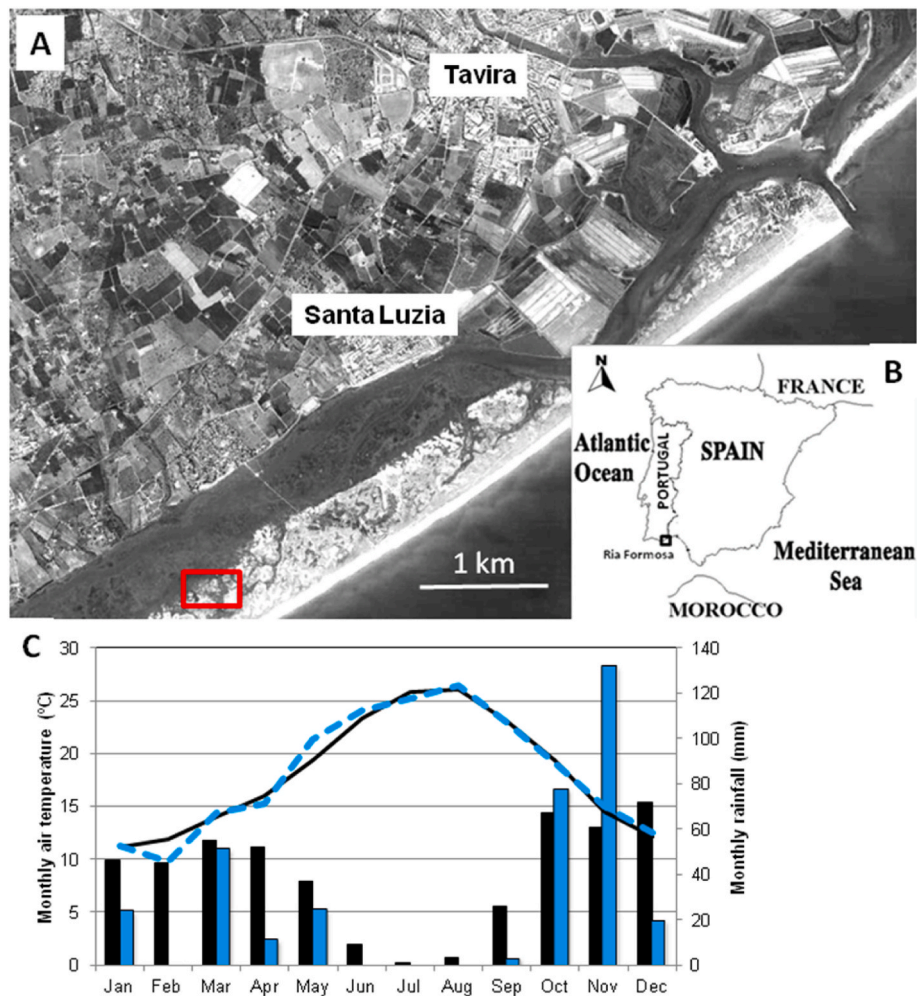 A
Tavira
Santa Luzia
1 km
N
B
FRANCE
Atlantic
Ocean
PORTUGAL
SPAIN
Ria Formosa
Mediterranean
Sea
MOROCCO
C
Monthly air temperature (°C)
30
25
20
15
10
5
0
140
120
100
80
60
40
20
0
Monthly rainfall (mm)
Jan Feb Mar Apr May Jun Jul Aug Sep Oct Nov Dec